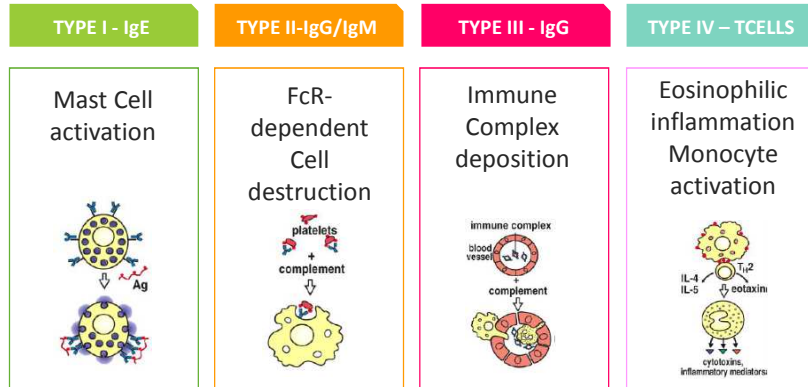 TYPE I - IgE
TYPE II-IgG/IgM
TYPE III - IgG
TYPE IV – TCELLS
Mast Cell
activation
Ag
FcR-
dependent
Cell
destruction
platelets
+
complement
Immune
Complex
deposition
immune complex
blood
vessel
+
complement
Eosinophilic
inflammation
Monocyte
activation
TH2
IL-4
IL-5
eotaxin
cytotoxins,
inflammatory mediators